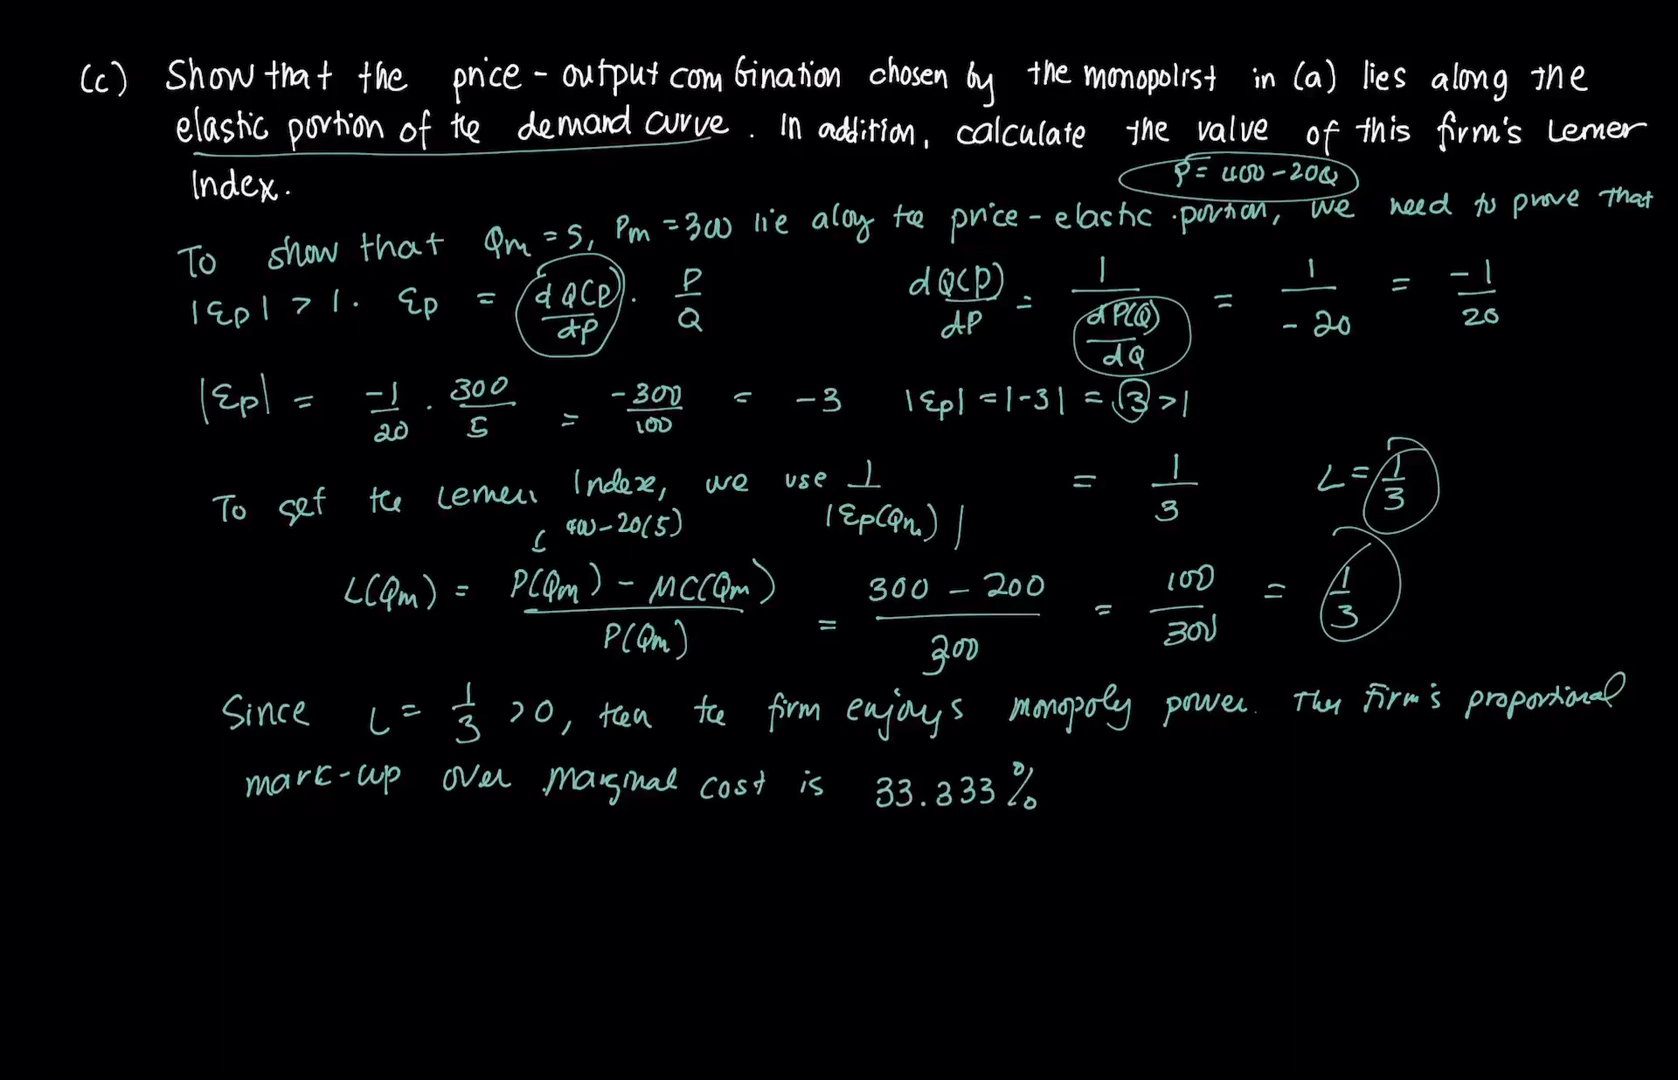 (c) Show that the price-output combination chosen by the monopolist in (a) lies along the
elastic portion of the demand curve. In addition, calculate the value of this firm's Lerner
Index.
P = 400 - 20Q
To show that Qm = 5, Pm = 300 lie along the price-elastic portion, we need to prove that
|Ep| > 1. Ep = dQ(P)/dP · P/Q dQ(P)/dP = 1/(dP(Q)/dQ) = 1/-20 = -1/20
|Ep| = -1/20 · 300/5 = -300/100 = -3 |Ep| = |-3| = 3 > 1
To get the Lerner Index, we use 1/|Ep(Qm)| = 1/3 L = 1/3
400-20(5)
L(Qm) = P(Qm) - MC(Qm)/P(Qm) = 300 - 200/300 = 100/300 = 1/3
Since L = 1/3 > 0, then the firm enjoys monopoly power. The firm's proportional
mark-up over marginal cost is 33.333%